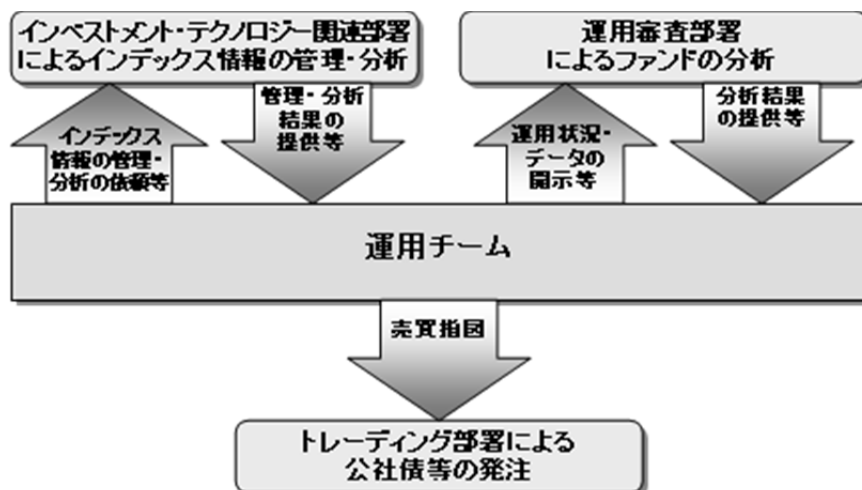 インベストメント・テクノロジー関連部署
によるインデックス情報の管理・分析
運用審査部署
によるファンドの分析
インデックス
情報の管理・
分析の依頼等
管理・分析
結果の
提供等
運用状況・
データの
開示等
分析結果
の提供等
運用チーム
売買指図
トレーディング部署による
公社債等の発注